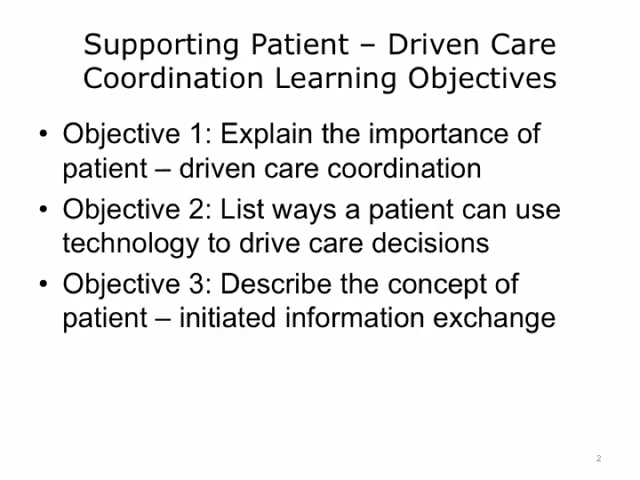 Supporting Patient – Driven Care
Coordination Learning Objectives
• Objective 1: Explain the importance of
patient – driven care coordination
• Objective 2: List ways a patient can use
technology to drive care decisions
• Objective 3: Describe the concept of
patient – initiated information exchange
2